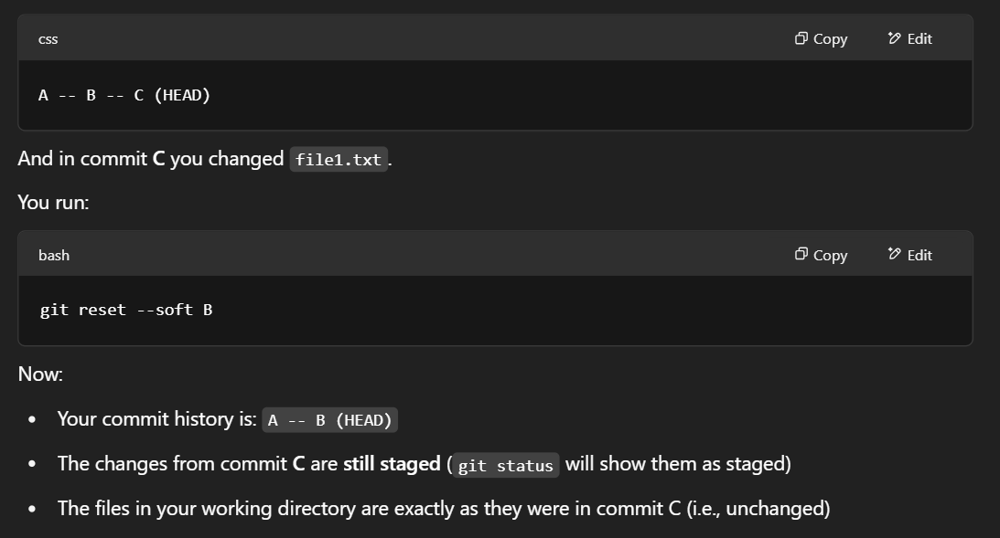 css Copy Edit
A -- B -- C (HEAD)
And in commit C you changed file1.txt.
You run:
bash Copy Edit
git reset --soft B
Now:
• Your commit history is: A -- B (HEAD)
• The changes from commit C are still staged (git status will show them as staged)
• The files in your working directory are exactly as they were in commit C (i.e., unchanged)